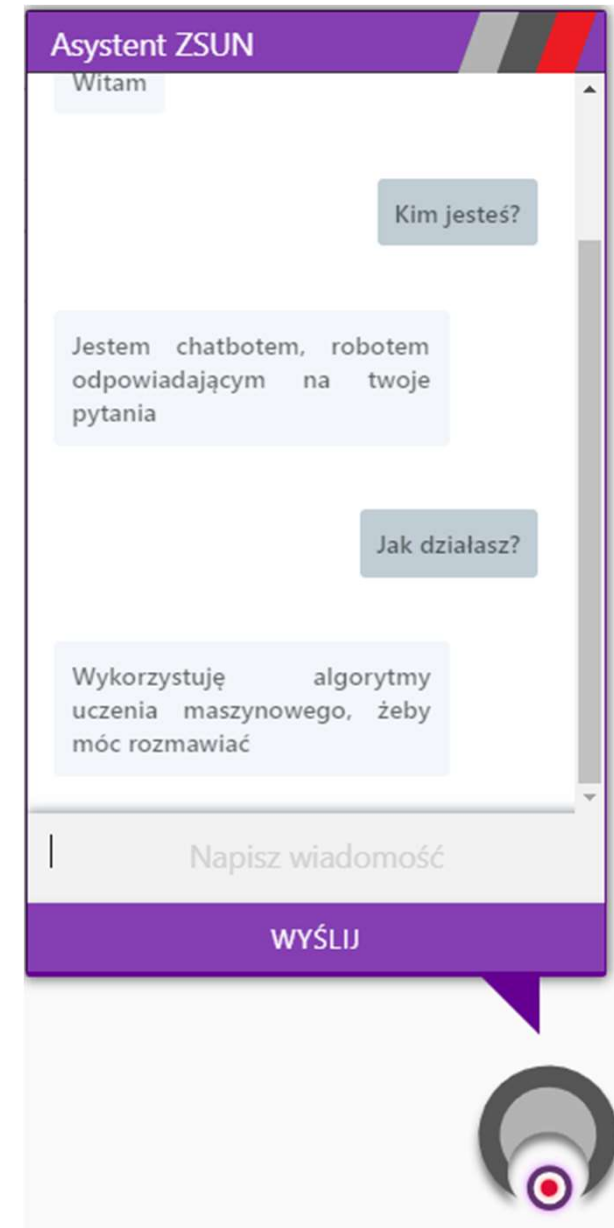 Asystent ZSUN
Witam
Kim jesteś?
Jestem chatbotem, robotem
odpowiadającym na twoje
pytania
Jak działasz?
Wykorzystuję algorytmy
uczenia maszynowego, żeby
móc rozmawiać
Napisz wiadomość
WYŚLIJ